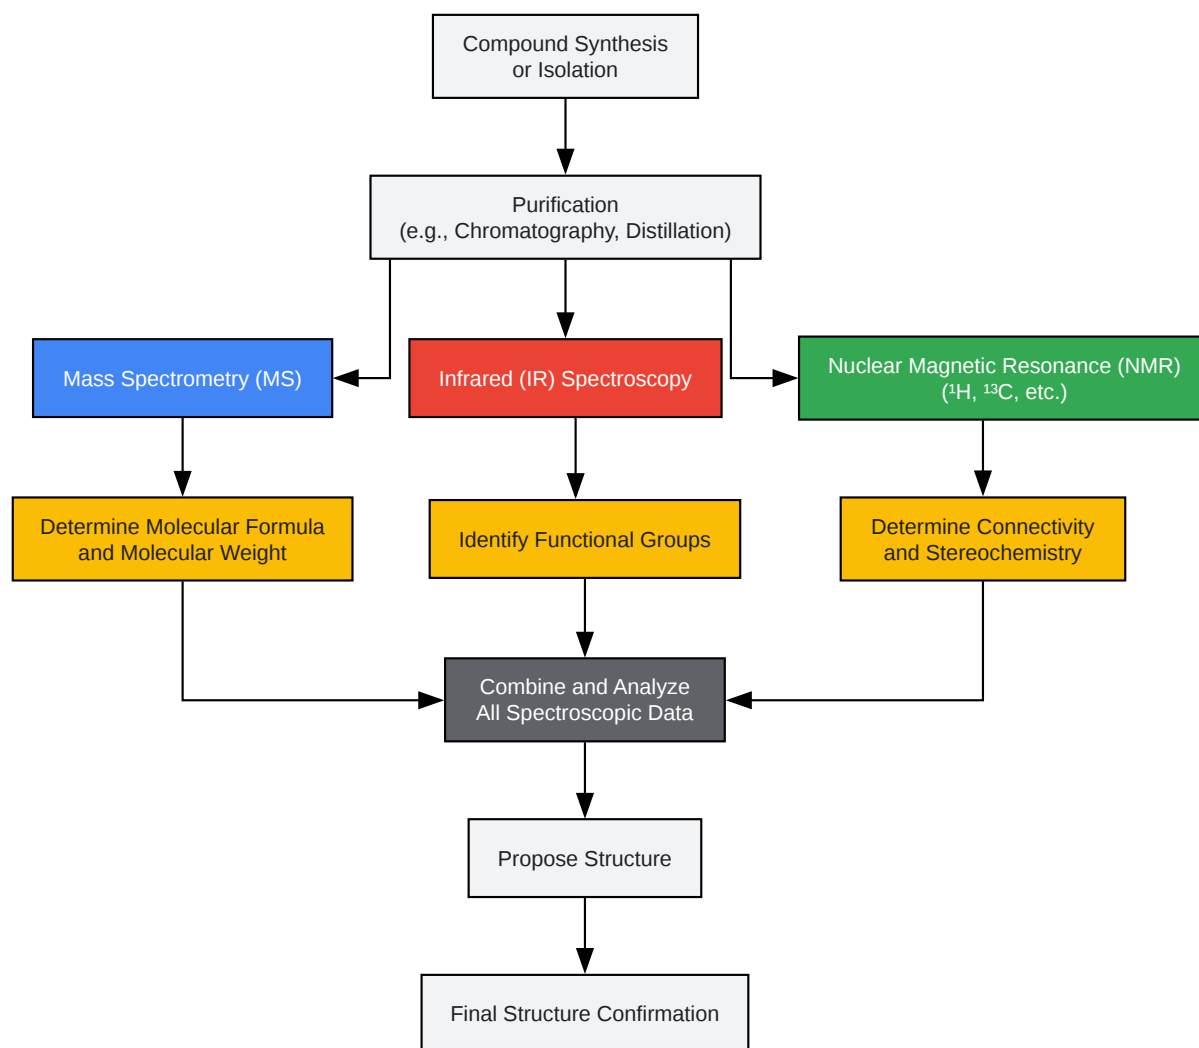 Compound Synthesis
or Isolation
Purification
(e.g., Chromatography, Distillation)
Mass Spectrometry (MS)
Infrared (IR) Spectroscopy
Nuclear Magnetic Resonance (NMR)
(¹H, ¹³C, etc.)
Determine Molecular Formula
and Molecular Weight
Identify Functional Groups
Determine Connectivity
and Stereochemistry
Combine and Analyze
All Spectroscopic Data
Propose Structure
Final Structure Confirmation